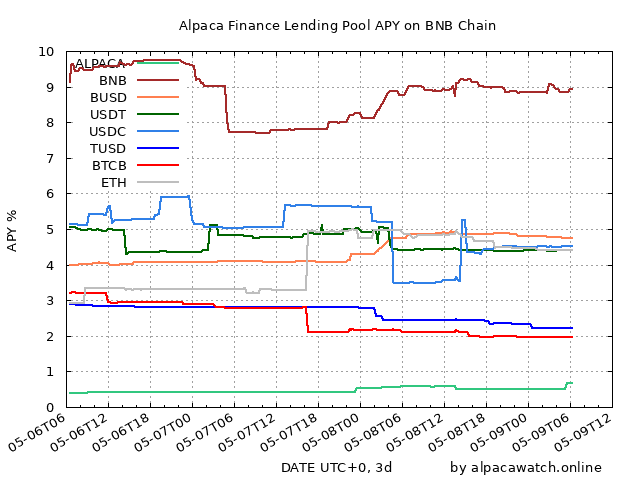 Alpaca Finance Lending Pool APY on BNB Chain
APY %
10
9
8
7
6
5
4
3
2
1
0
ALPACA
BNB
BUSD
USDT
USDC
TUSD
BTCB
ETH
05-06T06
05-06T12
05-06T18
05-07T00
05-07T06
05-07T12
05-07T18
05-08T00
05-08T06
05-08T12
05-08T18
05-09T00
05-09T06
05-09T12
DATE UTC+0, 3d
by alpacawatch.online